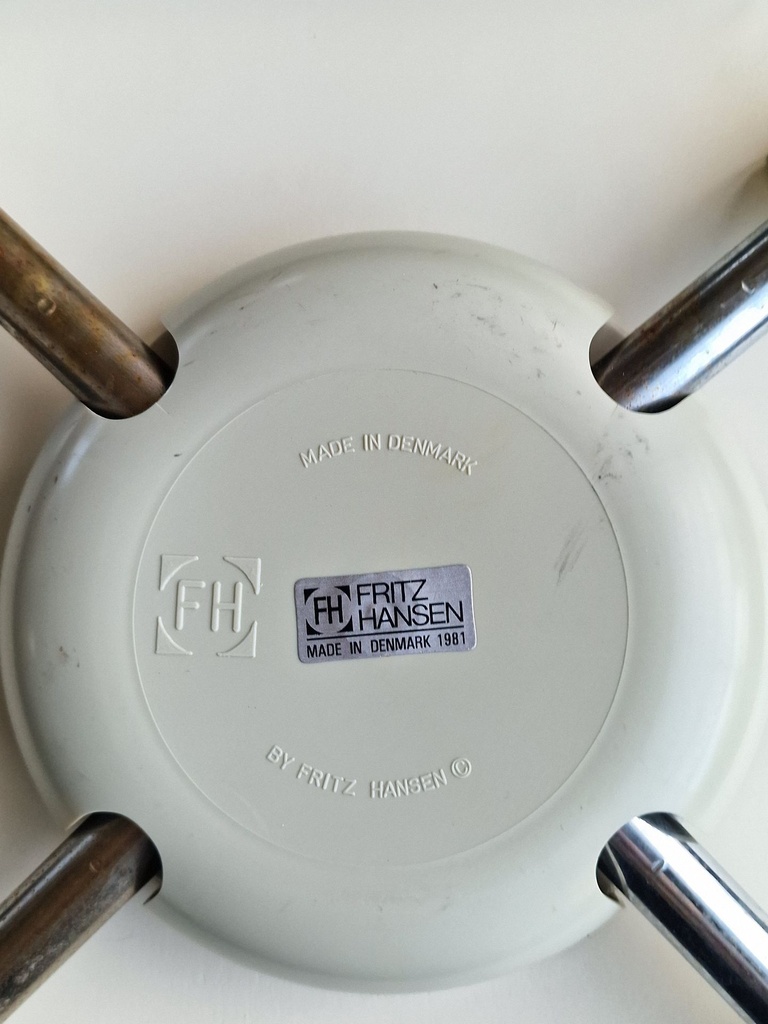 MADE IN DENMARK
FH
FH FRITZ
HANSEN
MADE IN DENMARK 1981
BY FRITZ HANSEN ©